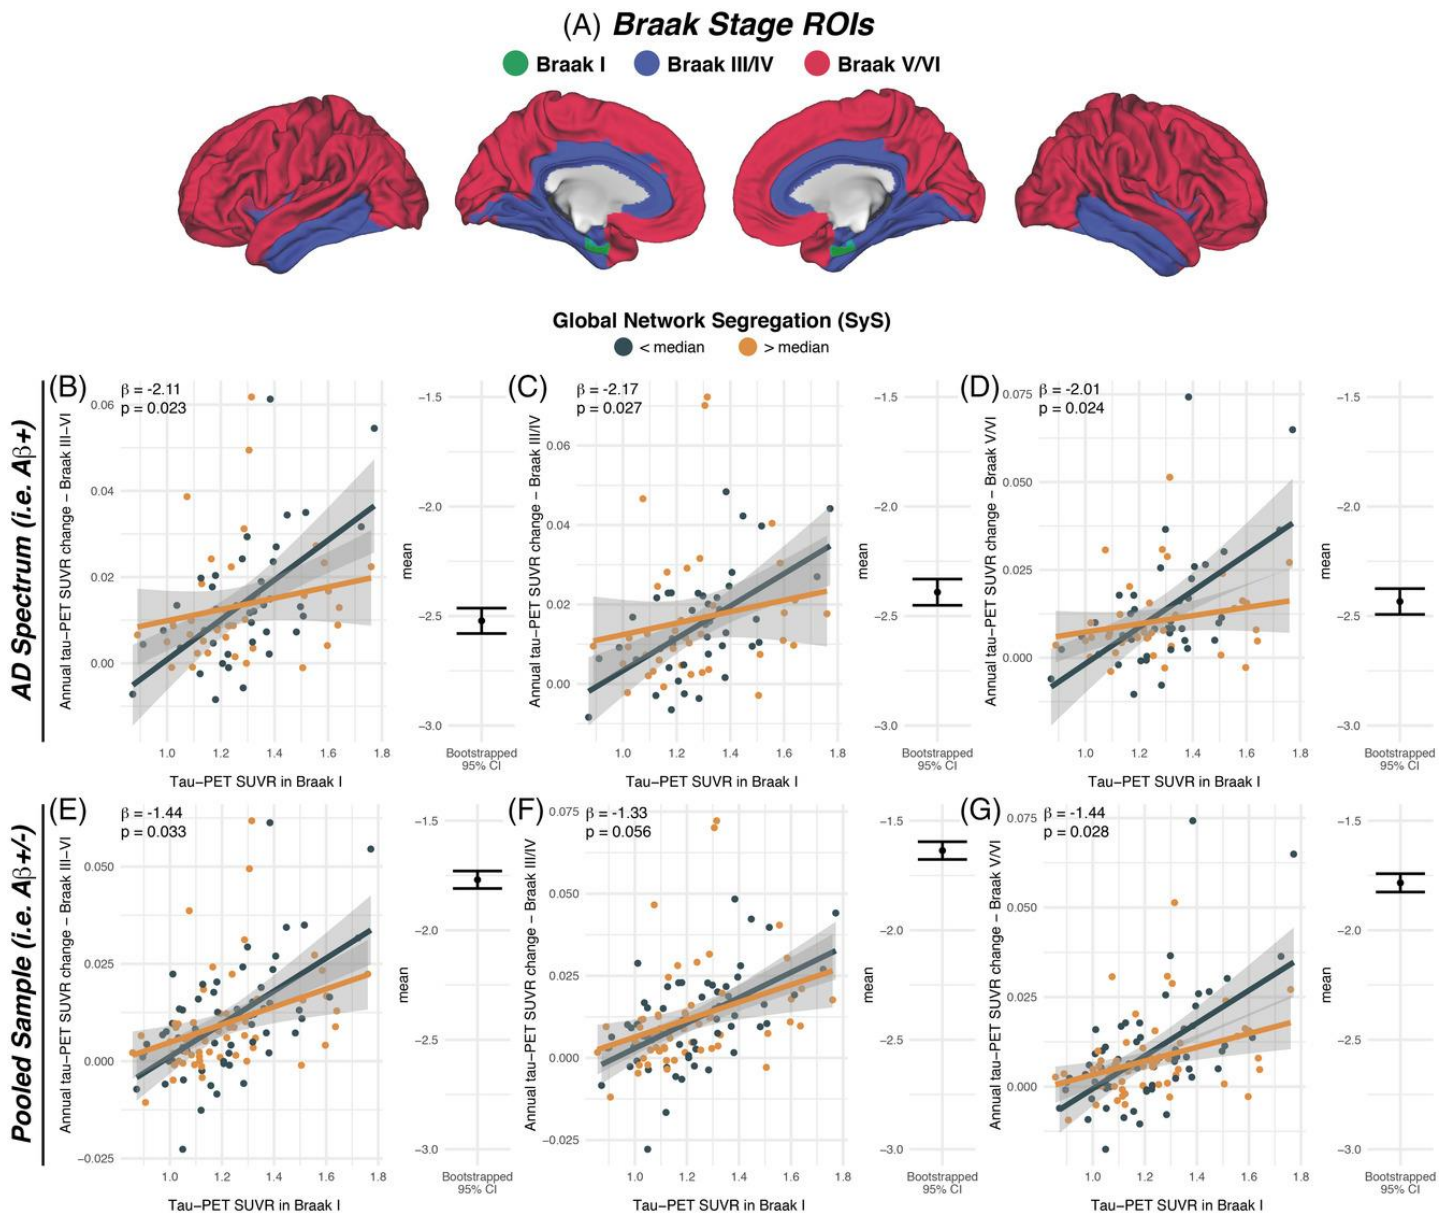 (A) Braak Stage ROIs
Braak I Braak III/IV Braak V/VI
Global Network Segregation (SyS)
< median > median
AD Spectrum (i.e. Aβ+)
(B)
β = -2.11
p = 0.023
Annual tau-PET SUVR change - Braak III-VI
0.06
0.04
0.02
0.00
1.0 1.2 1.4 1.6 1.8
Tau-PET SUVR in Braak I
mean
-1.5
-2.0
-2.5
-3.0
Bootstrapped
95% CI
(C)
β = -2.17
p = 0.027
Annual tau-PET SUVR change - Braak III/IV
0.06
0.04
0.02
0.00
1.0 1.2 1.4 1.6 1.8
Tau-PET SUVR in Braak I
mean
-1.5
-2.0
-2.5
-3.0
Bootstrapped
95% CI
(D)
β = -2.01
p = 0.024
Annual tau-PET SUVR change - Braak V/VI
0.075
0.050
0.025
0.000
1.0 1.2 1.4 1.6 1.8
Tau-PET SUVR in Braak I
mean
-1.5
-2.0
-2.5
-3.0
Bootstrapped
95% CI
Pooled Sample (i.e. Aβ+/-)
(E)
β = -1.44
p = 0.033
Annual tau-PET SUVR change - Braak III-VI
0.050
0.025
0.000
-0.025
1.0 1.2 1.4 1.6 1.8
Tau-PET SUVR in Braak I
mean
-1.5
-2.0
-2.5
-3.0
Bootstrapped
95% CI
(F)
β = -1.33
p = 0.056
Annual tau-PET SUVR change - Braak III/IV
0.075
0.050
0.025
0.000
-0.025
1.0 1.2 1.4 1.6 1.8
Tau-PET SUVR in Braak I
mean
-1.5
-2.0
-2.5
-3.0
Bootstrapped
95% CI
(G)
β = -1.44
p = 0.028
Annual tau-PET SUVR change - Braak V/VI
0.075
0.050
0.025
0.000
1.0 1.2 1.4 1.6 1.8
Tau-PET SUVR in Braak I
mean
-1.5
-2.0
-2.5
-3.0
Bootstrapped
95% CI